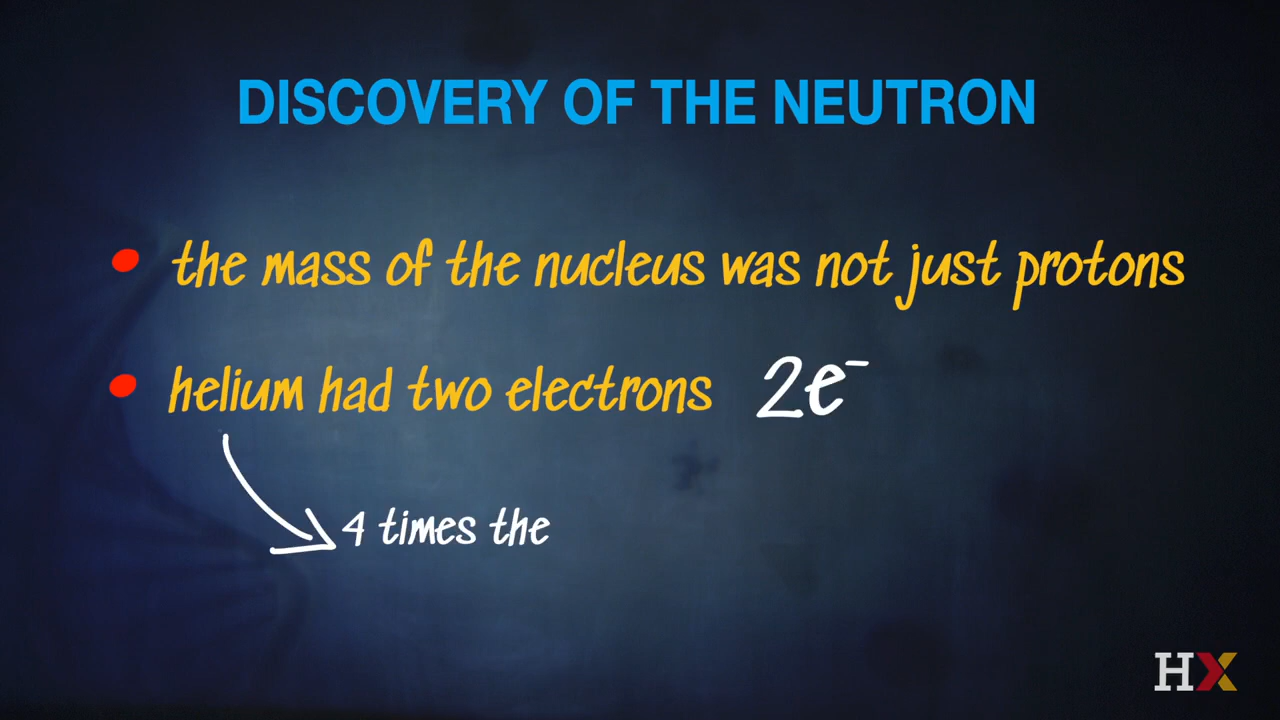 DISCOVERY OF THE NEUTRON
• the mass of the nucleus was not just protons
• helium had two electrons 2e⁻
4 times the
HX